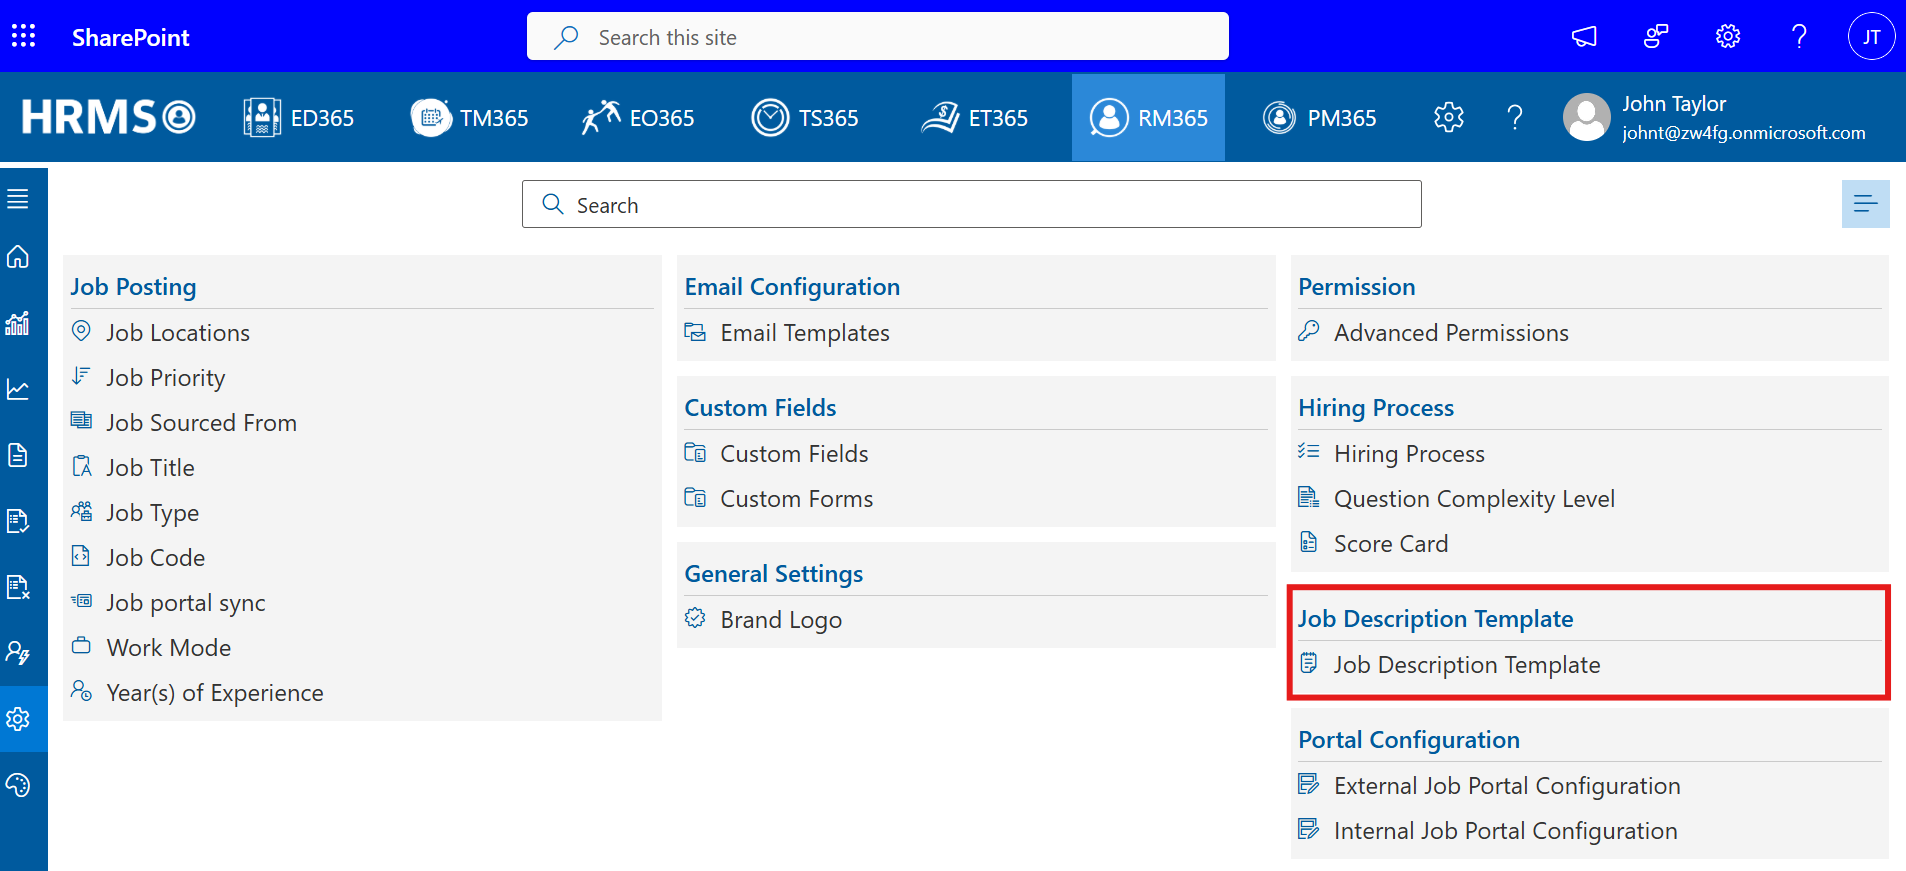 SharePoint
Search this site
JT
HRMS
ED365
TM365
EO365
TS365
ET365
RM365
PM365
John Taylor
johnt@zw4fg.onmicrosoft.com
Search
Job Posting
Job Locations
Job Priority
Job Sourced From
Job Title
Job Type
Job Code
Job portal sync
Work Mode
Year(s) of Experience
Email Configuration
Email Templates
Custom Fields
Custom Fields
Custom Forms
General Settings
Brand Logo
Permission
Advanced Permissions
Hiring Process
Hiring Process
Question Complexity Level
Score Card
Job Description Template
Job Description Template
Portal Configuration
External Job Portal Configuration
Internal Job Portal Configuration